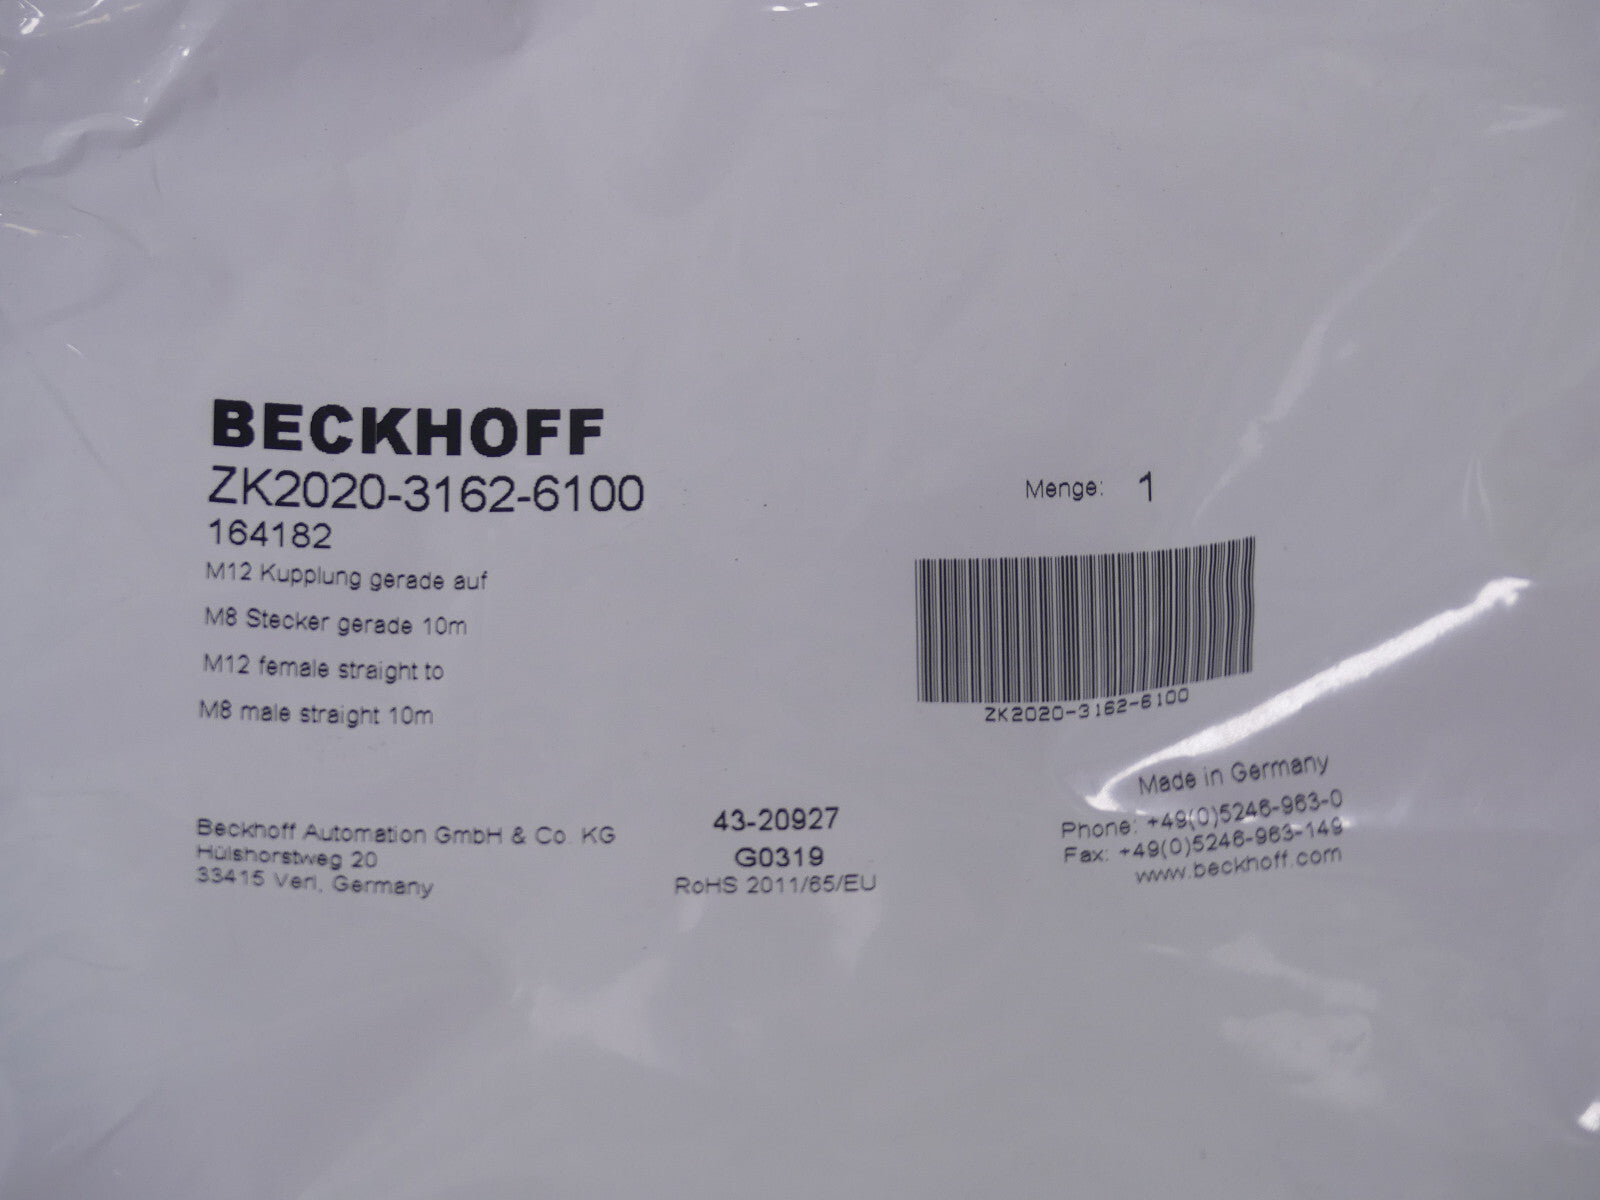 BECKHOFF
ZK2020-3162-6100
164182
M12 Kupplung gerade auf
M8 Stecker gerade 10m
M12 female straight to
M8 male straight 10m
Menge: 1
ZK2020-3162-6100
Beckhoff Automation GmbH & Co. KG
Hülshorstweg 20
33415 Verl, Germany
43-20927
G0319
RoHS 2011/65/EU
Made in Germany
Phone: +49(0)5246-963-0
Fax: +49(0)5246-963-149
www.beckhoff.com